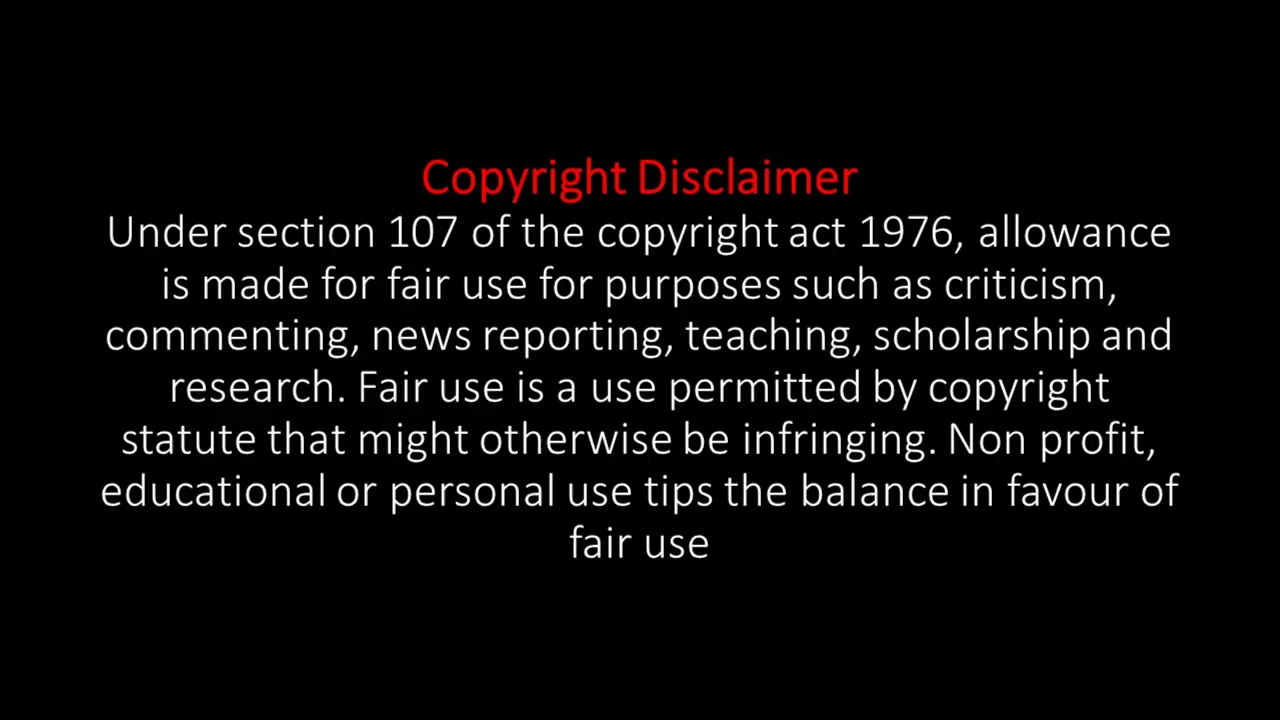 Copyright Disclaimer
Under section 107 of the copyright act 1976, allowance
is made for fair use for purposes such as criticism,
commenting, news reporting, teaching, scholarship and
research. Fair use is a use permitted by copyright
statute that might otherwise be infringing. Non profit,
educational or personal use tips the balance in favour of
fair use